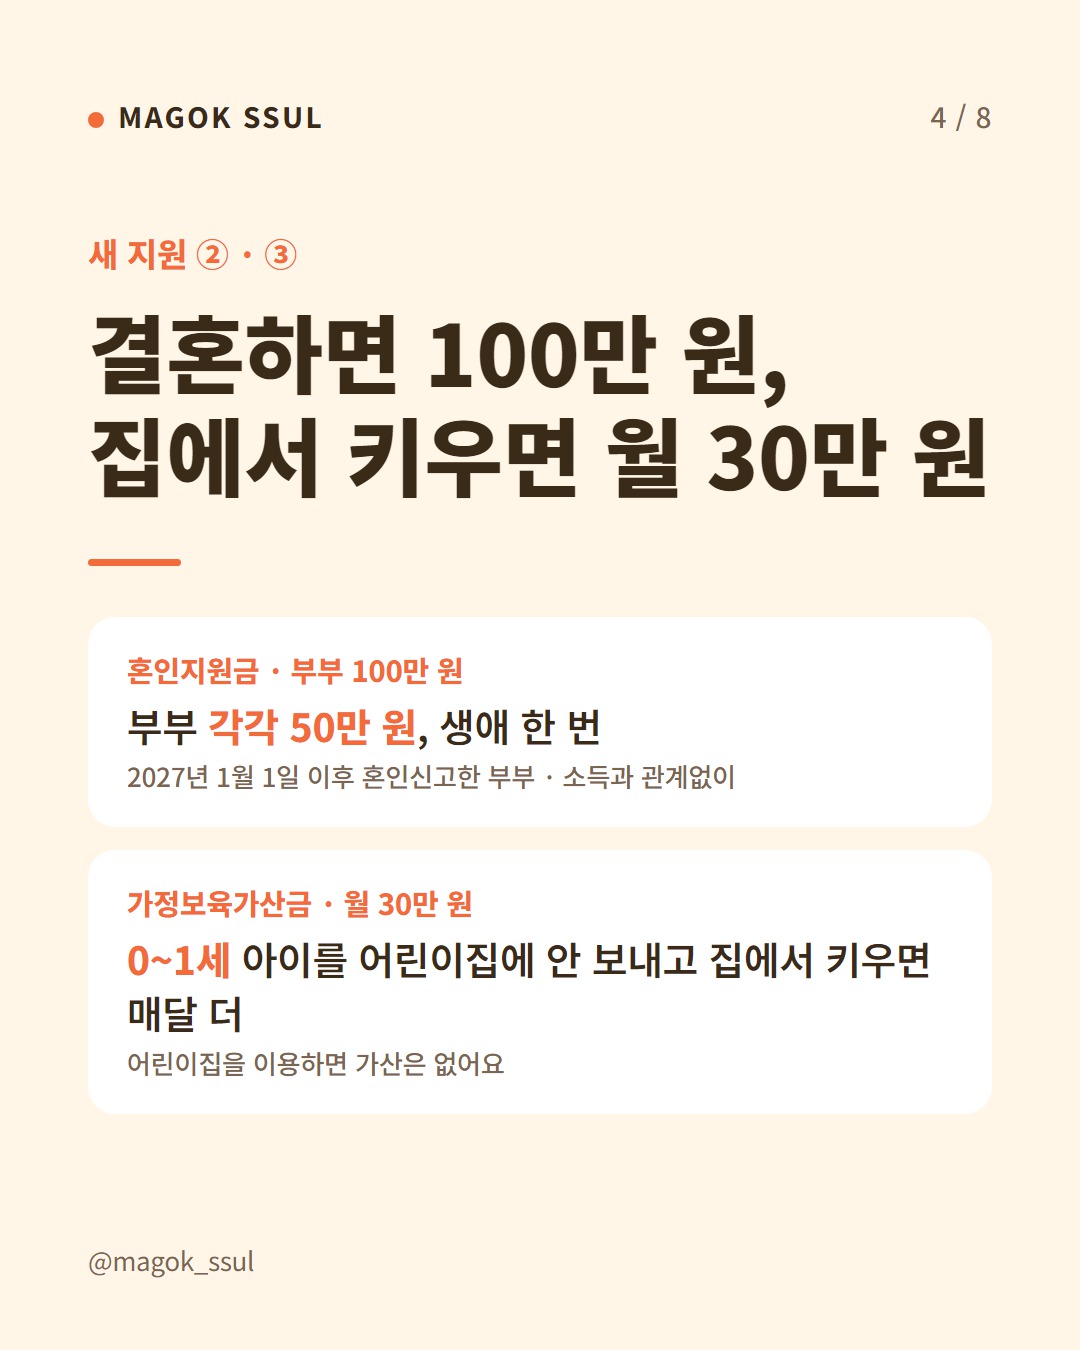 MAGOK SSUL
4 / 8
새 지원 ② · ③
결혼하면 100만 원,
집에서 키우면 월 30만 원
혼인지원금 · 부부 100만 원
부부 각각 50만 원, 생애 한 번
2027년 1월 1일 이후 혼인신고한 부부 · 소득과 관계없이
가정보육가산금 · 월 30만 원
0~1세 아이를 어린이집에 안 보내고 집에서 키우면
매달 더
어린이집을 이용하면 가산은 없어요
@magok_ssul